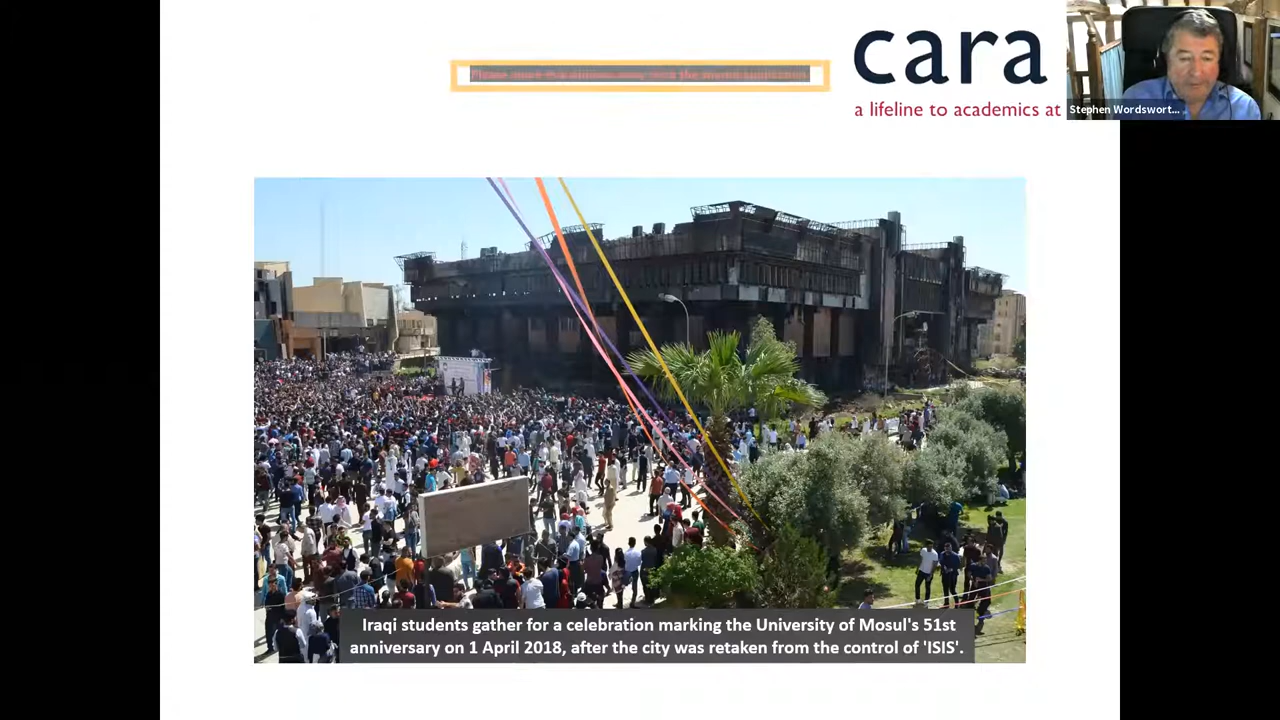 cara
a lifeline to academics at
Stephen Wordswort...
Iraqi students gather for a celebration marking the University of Mosul's 51st
anniversary on 1 April 2018, after the city was retaken from the control of 'ISIS'.